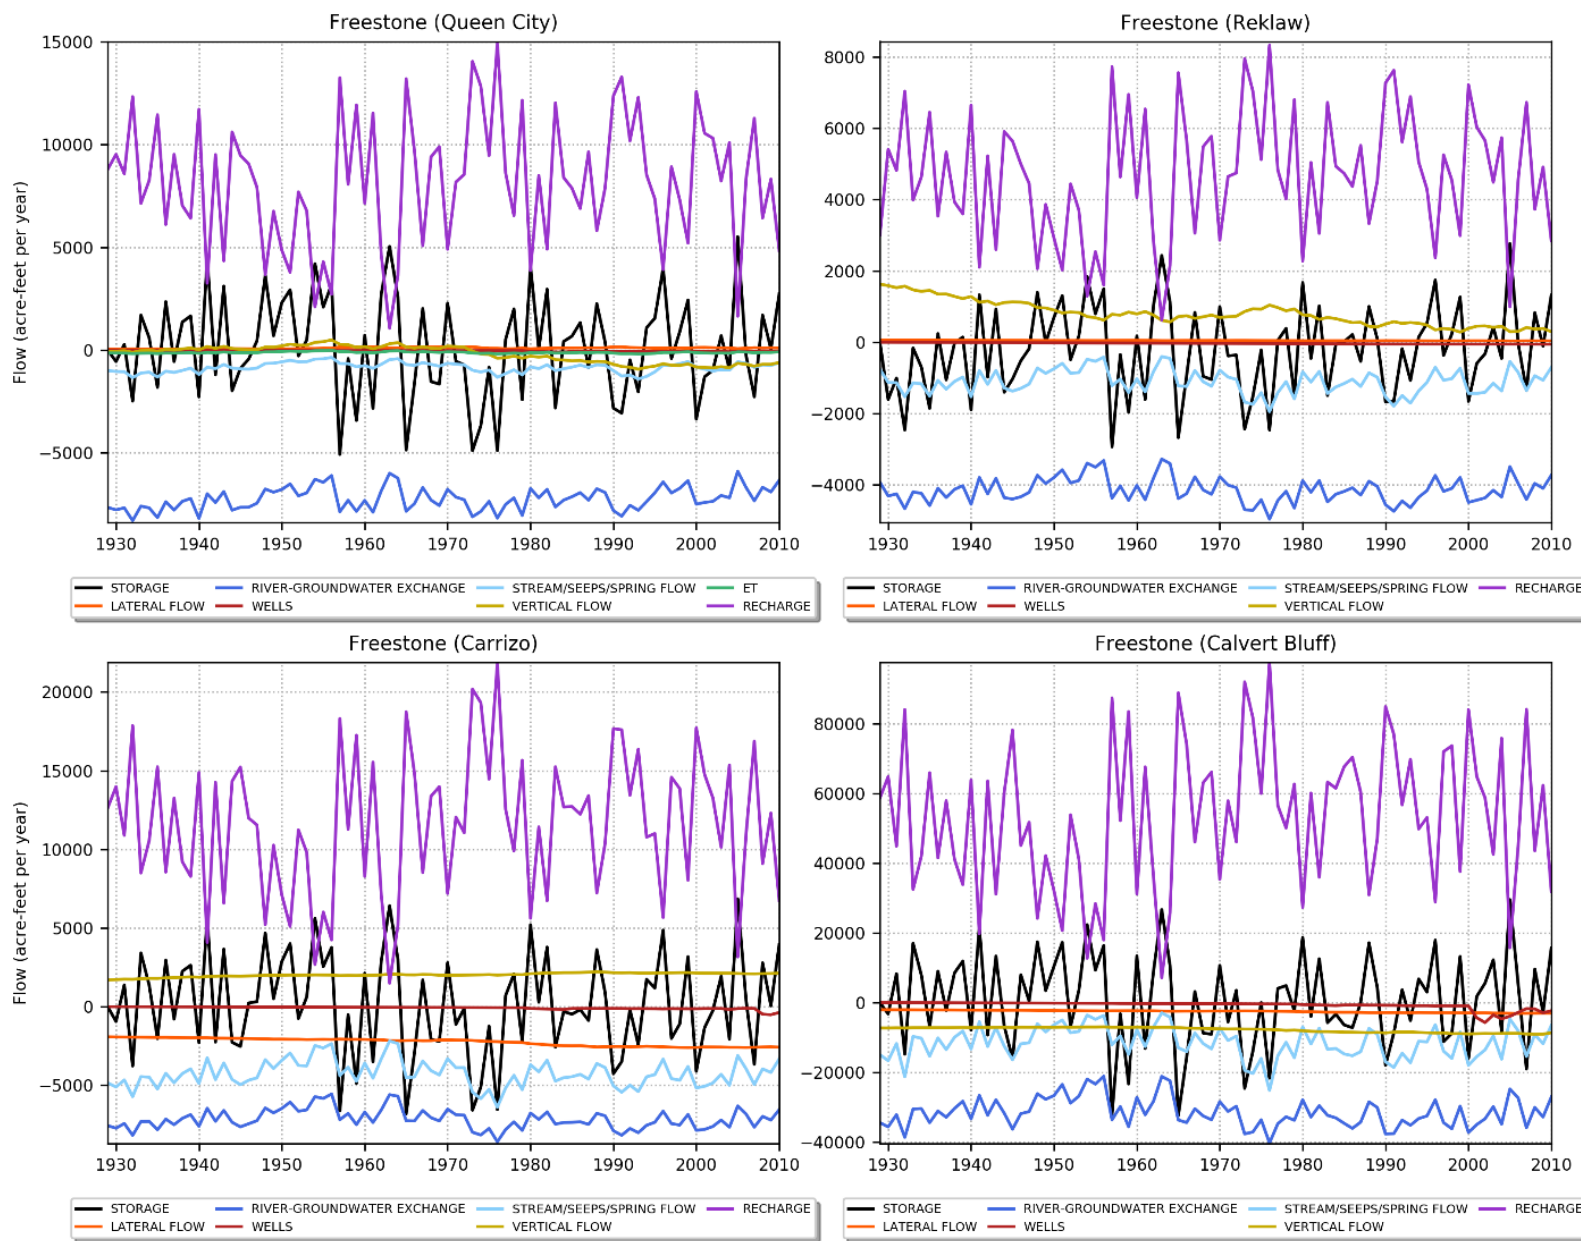 Freestone (Queen City)
Flow (acre-feet per year)
15000
10000
5000
0
−5000
1930 1940 1950 1960 1970 1980 1990 2000 2010
STORAGE RIVER-GROUNDWATER EXCHANGE STREAM/SEEPS/SPRING FLOW ET
LATERAL FLOW WELLS VERTICAL FLOW RECHARGE
Freestone (Reklaw)
8000
6000
4000
2000
0
−2000
−4000
1930 1940 1950 1960 1970 1980 1990 2000 2010
STORAGE RIVER-GROUNDWATER EXCHANGE STREAM/SEEPS/SPRING FLOW RECHARGE
LATERAL FLOW WELLS VERTICAL FLOW
Freestone (Carrizo)
Flow (acre-feet per year)
20000
15000
10000
5000
0
−5000
1930 1940 1950 1960 1970 1980 1990 2000 2010
STORAGE RIVER-GROUNDWATER EXCHANGE STREAM/SEEPS/SPRING FLOW RECHARGE
LATERAL FLOW WELLS VERTICAL FLOW
Freestone (Calvert Bluff)
80000
60000
40000
20000
0
−20000
−40000
1930 1940 1950 1960 1970 1980 1990 2000 2010
STORAGE RIVER-GROUNDWATER EXCHANGE STREAM/SEEPS/SPRING FLOW RECHARGE
LATERAL FLOW WELLS VERTICAL FLOW